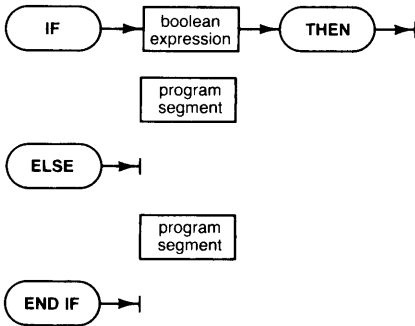 IF boolean expression THEN
program segment
ELSE
program segment
END IF